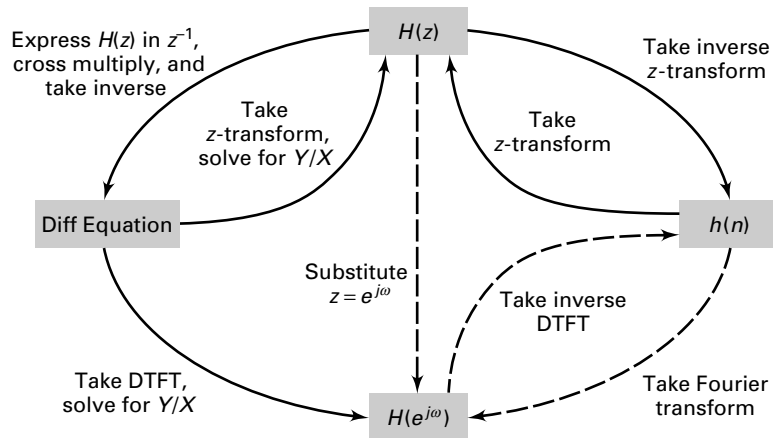 H(z)
Express H(z) in z⁻¹,
cross multiply, and
take inverse
Take inverse
z-transform
Take
z-transform,
solve for Y/X
Take
z-transform
Diff Equation
h(n)
Substitute
z = e^{jω}
Take inverse
DTFT
Take DTFT,
solve for Y/X
Take Fourier
transform
H(e^{jω})